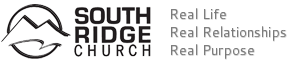 SOUTH
RIDGE
CHURCH
Real Life
Real Relationships
Real Purpose